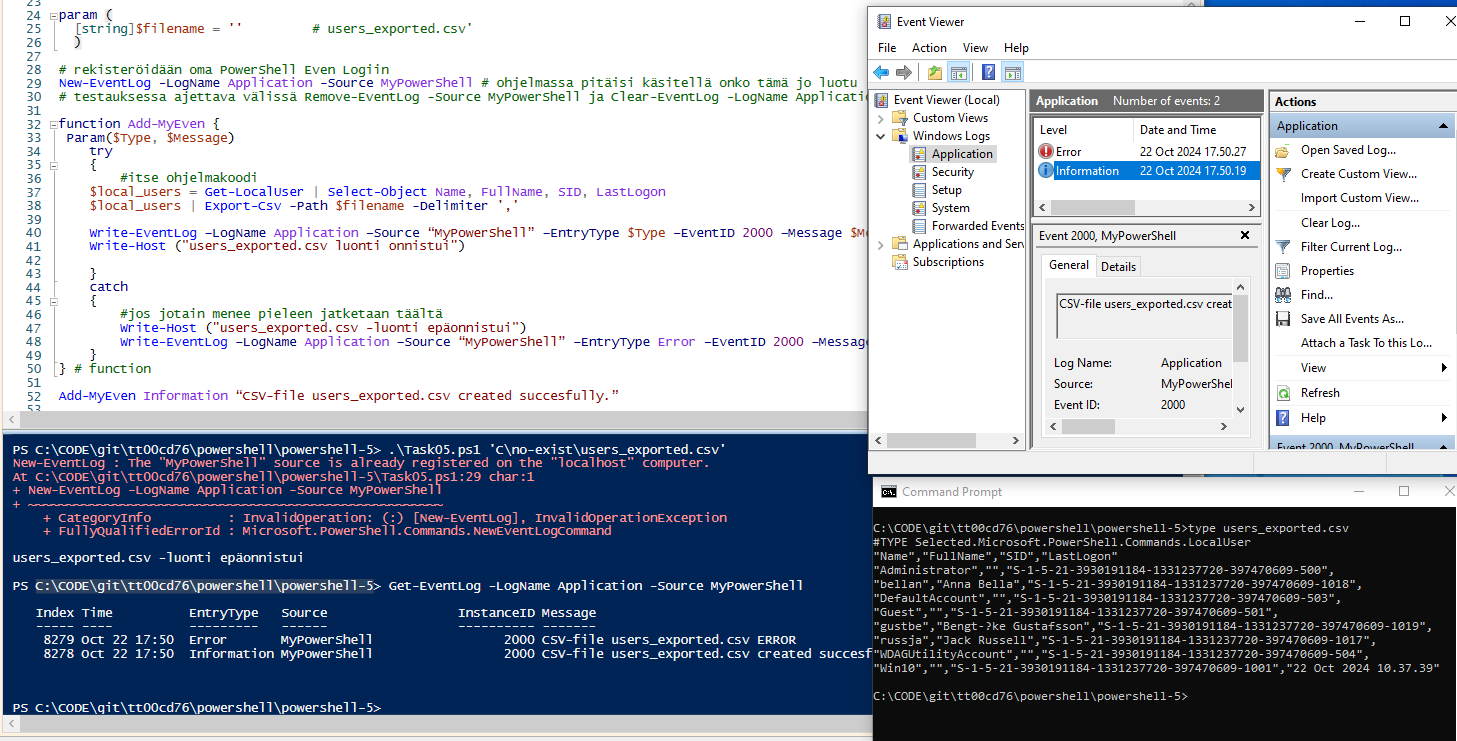 23
24 param (
25 [string]$filename = '' # users_exported.csv'
26 )
27
28 # rekisteröidään oma PowerShell Even Logiin
29 New-EventLog -LogName Application -Source MyPowerShell # ohjelmassa pitäisi käsitellä onko tämä jo luotu
30 # testauksessa ajettava välissä Remove-EventLog -Source MyPowerShell ja Clear-EventLog -LogName Applicatio
31
32 function Add-MyEven {
33 Param($Type, $Message)
34 try
35 {
36 #itse ohjelmakoodi
37 $local_users = Get-LocalUser | Select-Object Name, FullName, SID, LastLogon
38 $local_users | Export-Csv -Path $filename -Delimiter ','
39
40 Write-EventLog -LogName Application -Source “MyPowerShell” -EntryType $Type -EventID 2000 -Message $Me
41 Write-Host ("users_exported.csv luonti onnistui")
42
43 }
44 catch
45 {
46 #jos jotain menee pieleen jatketaan täältä
47 Write-Host ("users_exported.csv -luonti epäonnistui")
48 Write-EventLog -LogName Application -Source “MyPowerShell” -EntryType Error -EventID 2000 -Message
49 }
50 } # function
51
52 Add-MyEven Information “CSV-file users_exported.csv created succesfully.”
53
PS C:\CODE\git\tt00cd76\powershell\powershell-5> .\Task05.ps1 'C\no-exist\users_exported.csv'
New-EventLog : The "MyPowerShell" source is already registered on the "localhost" computer.
At C:\CODE\git\tt00cd76\powershell\powershell-5\Task05.ps1:29 char:1
+ New-EventLog -LogName Application -Source MyPowerShell
+ ~~~~~~~~~~~~~~~~~~~~~~~~~~~~~~~~~~~~~~~~~~~~~~~~~~~~~~
+ CategoryInfo : InvalidOperation: (:) [New-EventLog], InvalidOperationException
+ FullyQualifiedErrorId : Microsoft.PowerShell.Commands.NewEventLogCommand
users_exported.csv -luonti epäonnistui
PS C:\CODE\git\tt00cd76\powershell\powershell-5> Get-EventLog -LogName Application -Source MyPowerShell
Index Time EntryType Source InstanceID Message
----- ---- --------- ------ ---------- -------
8279 Oct 22 17:50 Error MyPowerShell 2000 CSV-file users_exported.csv ERROR
8278 Oct 22 17:50 Information MyPowerShell 2000 CSV-file users_exported.csv created succesf
PS C:\CODE\git\tt00cd76\powershell\powershell-5>
Event Viewer
File Action View Help
Event Viewer (Local)
Custom Views
Windows Logs
Application
Security
Setup
System
Forwarded Events
Applications and Serv
Subscriptions
Application Number of events: 2
Level Date and Time
Error 22 Oct 2024 17.50.27
Information 22 Oct 2024 17.50.19
Event 2000, MyPowerShell
General Details
CSV-file users_exported.csv creat
Log Name: Application
Source: MyPowerShel
Event ID: 2000
Actions
Application
Open Saved Log...
Create Custom View...
Import Custom View...
Clear Log...
Filter Current Log...
Properties
Find...
Save All Events As...
Attach a Task To this Lo...
View
Refresh
Help
Event 2000, MyPowerShell
Command Prompt
C:\CODE\git\tt00cd76\powershell\powershell-5>type users_exported.csv
#TYPE Selected.Microsoft.PowerShell.Commands.LocalUser
"Name","FullName","SID","LastLogon"
"Administrator","","S-1-5-21-3930191184-1331237720-397470609-500",
"bellan","Anna Bella","S-1-5-21-3930191184-1331237720-397470609-1018",
"DefaultAccount","","S-1-5-21-3930191184-1331237720-397470609-503",
"Guest","","S-1-5-21-3930191184-1331237720-397470609-501",
"gustbe","Bengt-?ke Gustafsson","S-1-5-21-3930191184-1331237720-397470609-1019",
"russja","Jack Russell","S-1-5-21-3930191184-1331237720-397470609-1017",
"WDAGUtilityAccount","","S-1-5-21-3930191184-1331237720-397470609-504",
"Win10","","S-1-5-21-3930191184-1331237720-397470609-1001","22 Oct 2024 10.37.39"
C:\CODE\git\tt00cd76\powershell\powershell-5>